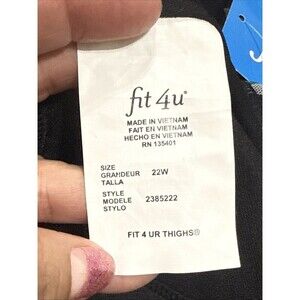 fit 4u®
MADE IN VIETNAM
FAIT EN VIETNAM
HECHO EN VIETNAM
RN 135401
SIZE
GRANDEUR 22W
TALLA
STYLE
MODELE 2385222
STYLO
FIT 4 UR THIGHS®